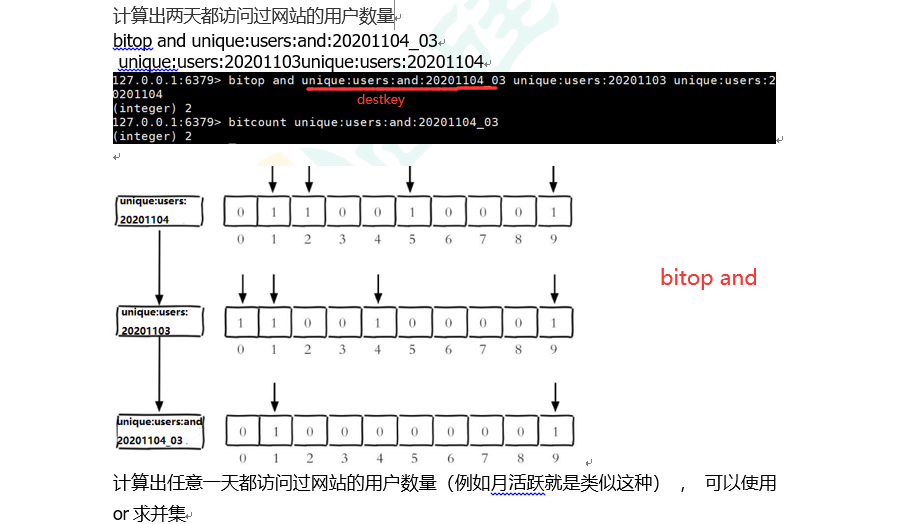 计算出两天都访问过网站的用户数量
bitop and unique:users:and:20201104_03
unique:users:20201103unique:users:20201104
127.0.0.1:6379> bitop and unique:users:and:20201104_03 unique:users:20201103 unique:users:2
0201104
(integer) 2
destkey
127.0.0.1:6379> bitcount unique:users:and:20201104_03
(integer) 2
unique:users:
20201104
0 1 1 0 0 1 0 0 0 1
0 1 2 3 4 5 6 7 8 9
bitop and
unique:users:
20201103
1 1 0 0 1 0 0 0 0 1
0 1 2 3 4 5 6 7 8 9
unique:users:and
20201104_03
0 1 0 0 0 0 0 0 0 1
0 1 2 3 4 5 6 7 8 9
计算出任意一天都访问过网站的用户数量（例如月活跃就是类似这种） ， 可以使用
or 求并集